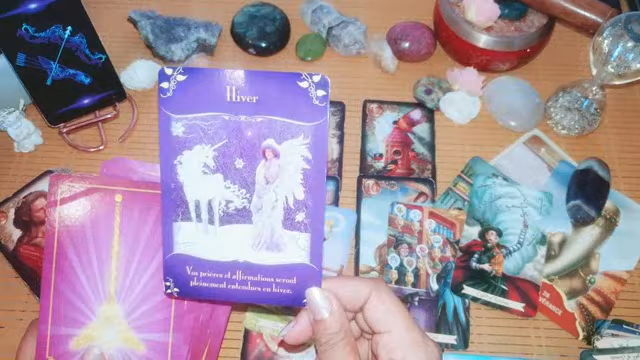 Hiver
Vos prières et affirmations seront
pleinement entendues en hiver.